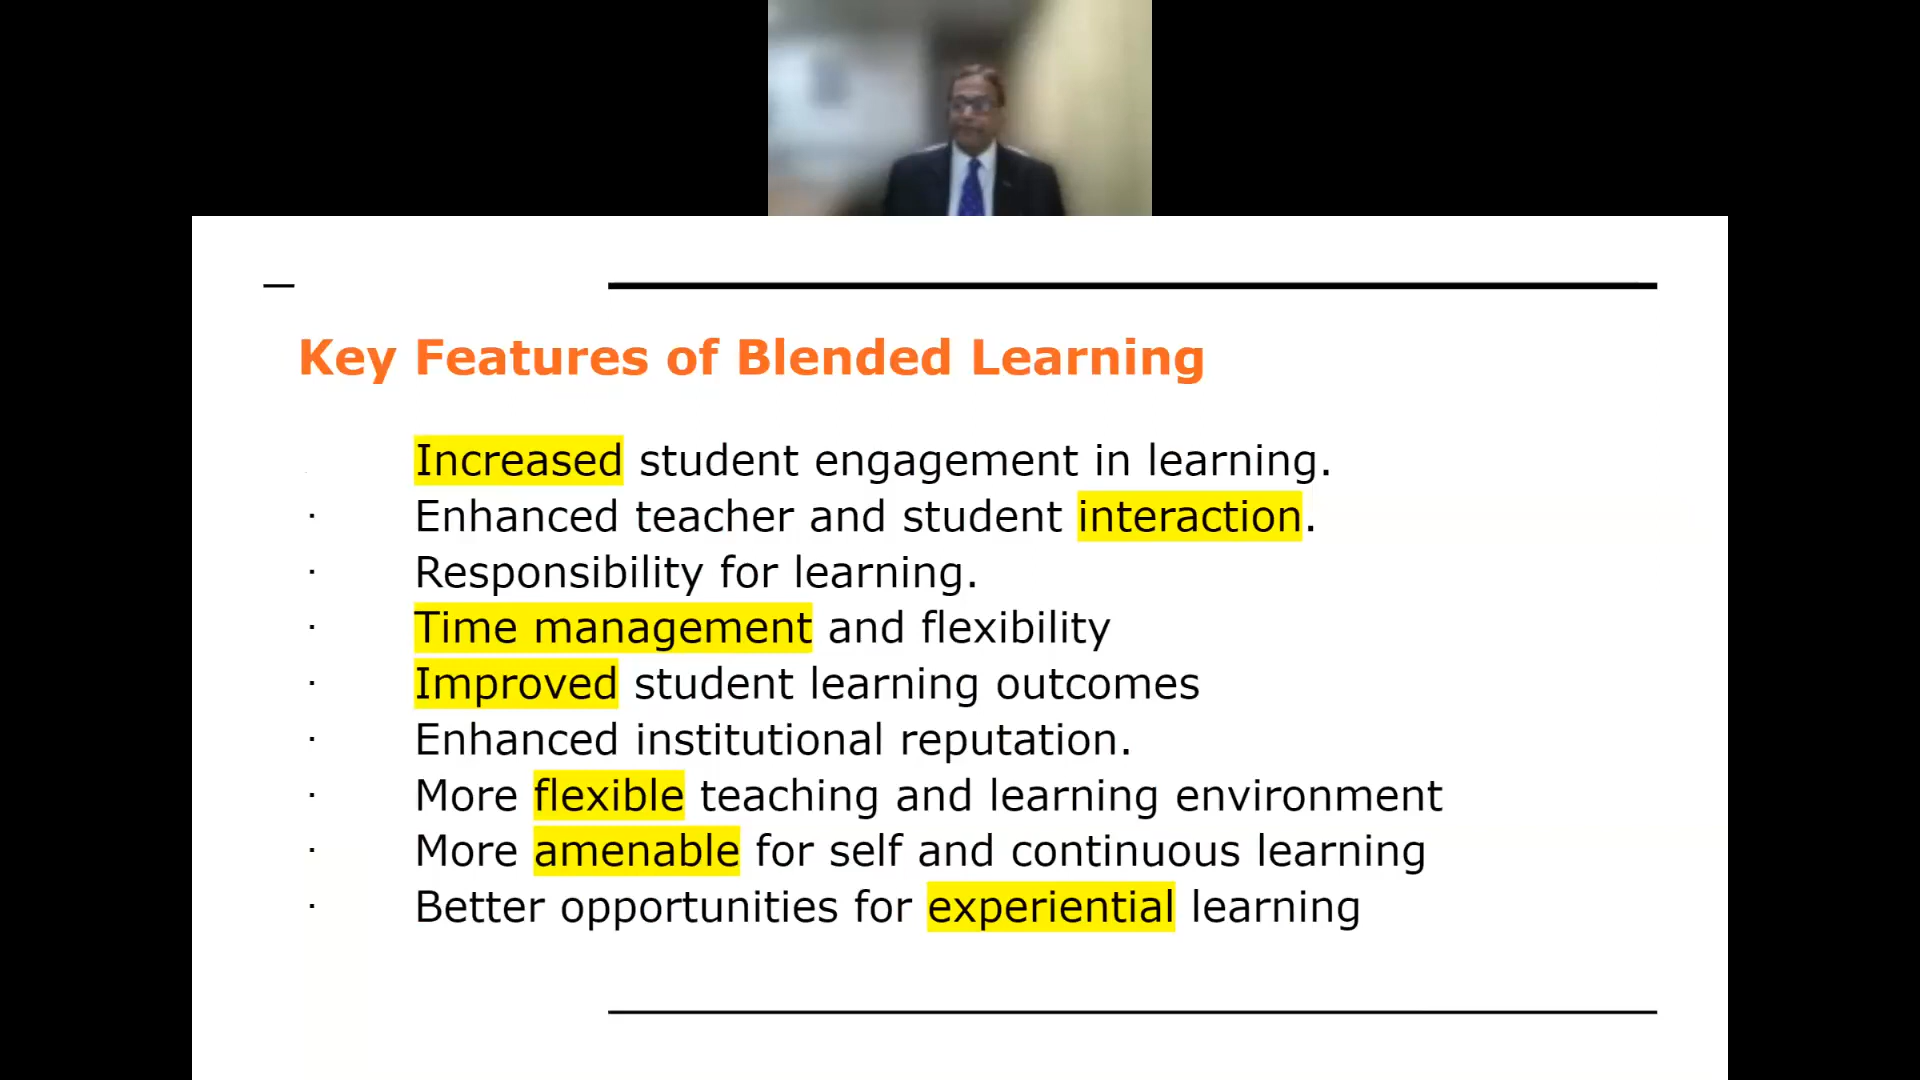 Key Features of Blended Learning
Increased student engagement in learning.
· Enhanced teacher and student interaction.
· Responsibility for learning.
· Time management and flexibility
· Improved student learning outcomes
· Enhanced institutional reputation.
· More flexible teaching and learning environment
· More amenable for self and continuous learning
· Better opportunities for experiential learning